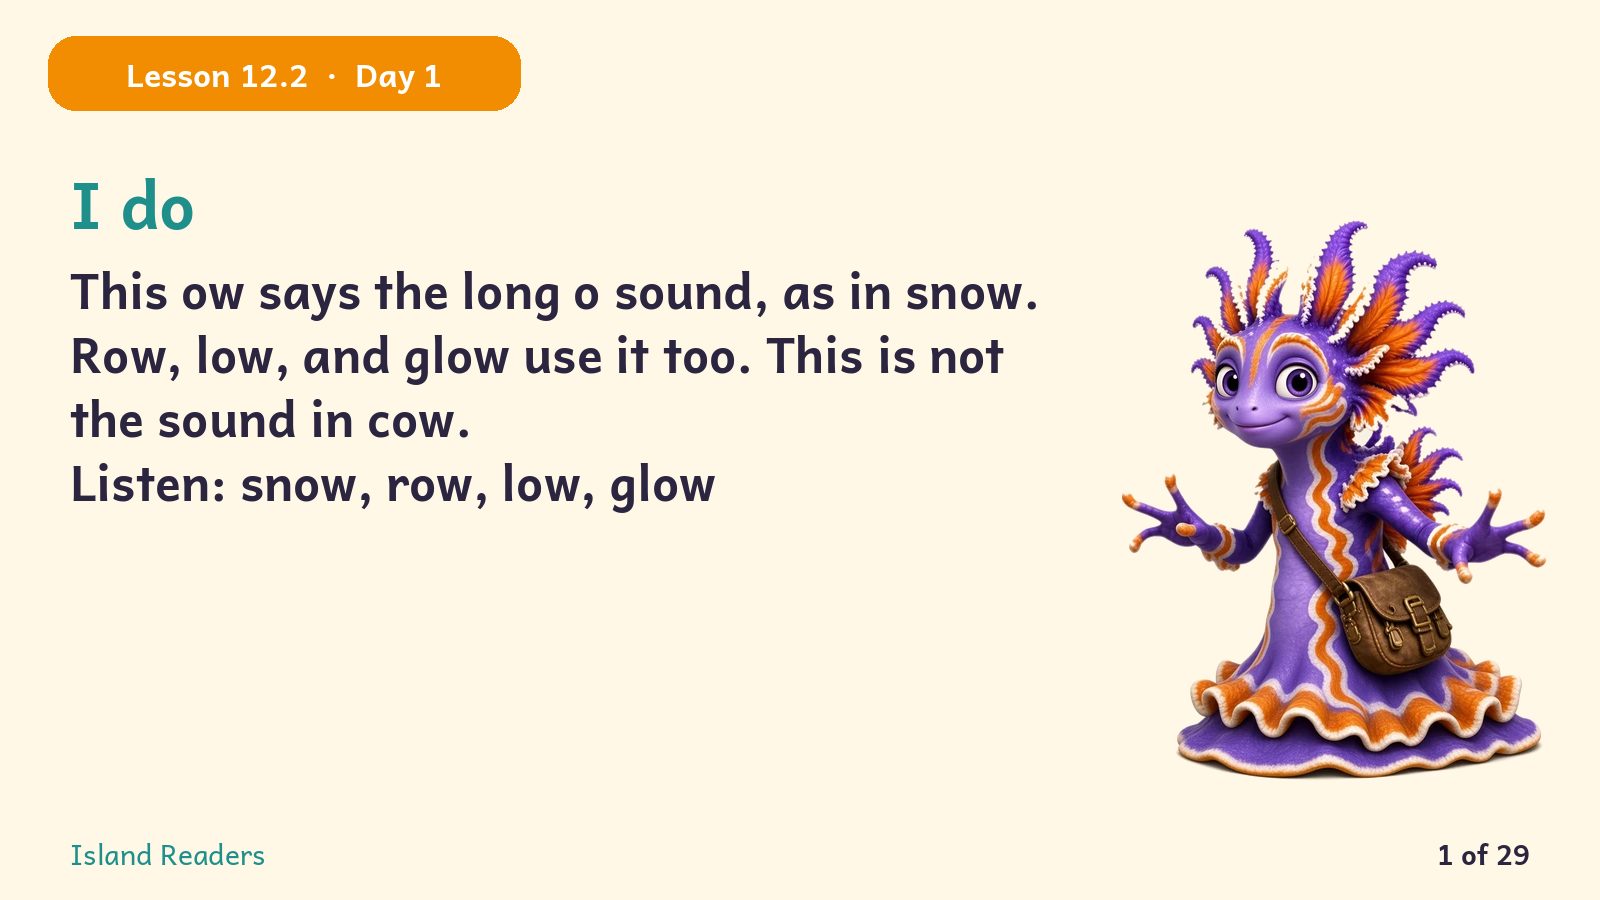 Lesson 12.2 · Day 1
I do
This ow says the long o sound, as in snow.
Row, low, and glow use it too. This is not
the sound in cow.
Listen: snow, row, low, glow
Island Readers
1 of 29